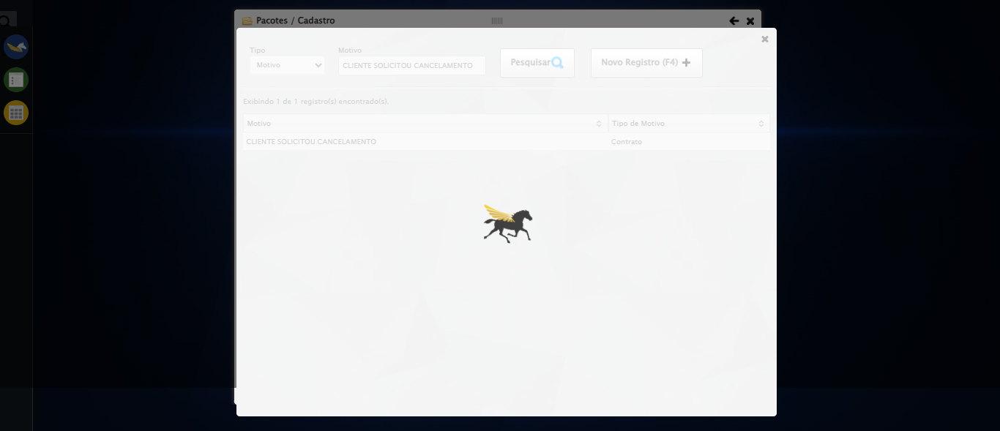 Pacotes / Cadastro
Tipo
Motivo
Motivo
CLIENTE SOLICITOU CANCELAMENTO
Pesquisar
Novo Registro (F4)
Exibindo 1 de 1 registro(s) encontrado(s).
Motivo
Tipo de Motivo
CLIENTE SOLICITOU CANCELAMENTO
Contrato